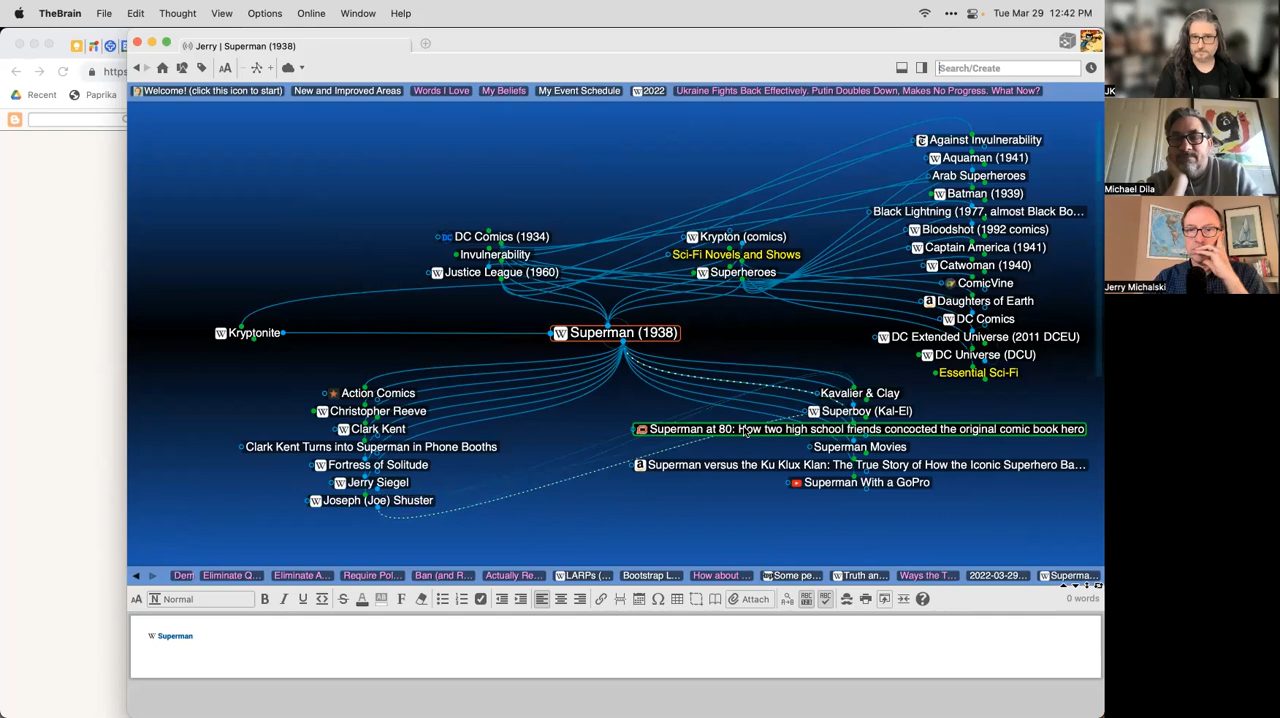 TheBrain File Edit Thought View Options Online Window Help Tue Mar 29 12:42 PM
Jerry | Superman (1938)
https
Search/Create
Recent Paprika
Welcome! (click this icon to start) New and Improved Areas Words I Love My Beliefs My Event Schedule 2022 Ukraine Fights Back Effectively. Putin Doubles Down, Makes No Progress. What Now?
JK
Against Invulnerability
Aquaman (1941)
Arab Superheroes
Batman (1939)
Black Lightning (1977, almost Black Bo...
Bloodshot (1992 comics)
Captain America (1941)
Catwoman (1940)
ComicVine
Daughters of Earth
DC Comics
DC Extended Universe (2011 DCEU)
DC Universe (DCU)
Essential Sci-Fi
Michael Dila
Jerry Michalski
DC Comics (1934)
Invulnerability
Justice League (1960)
Krypton (comics)
Sci-Fi Novels and Shows
Superheroes
Kryptonite
Superman (1938)
Action Comics
Christopher Reeve
Clark Kent
Clark Kent Turns into Superman in Phone Booths
Fortress of Solitude
Jerry Siegel
Joseph (Joe) Shuster
Kavalier & Clay
Superboy (Kal-El)
Superman at 80: How two high school friends concocted the original comic book hero
Superman Movies
Superman versus the Ku Klux Klan: The True Story of How the Iconic Superhero Ba...
Superman With a GoPro
Dem Eliminate Q... Eliminate A... Require Pol... Ban (and R... Actually Re... LARPs (... Bootstrap L... How about ... Some pe... Truth an... Ways the T... 2022-03-29... Superma...
Normal B I U S Attach 0 words
W Superman